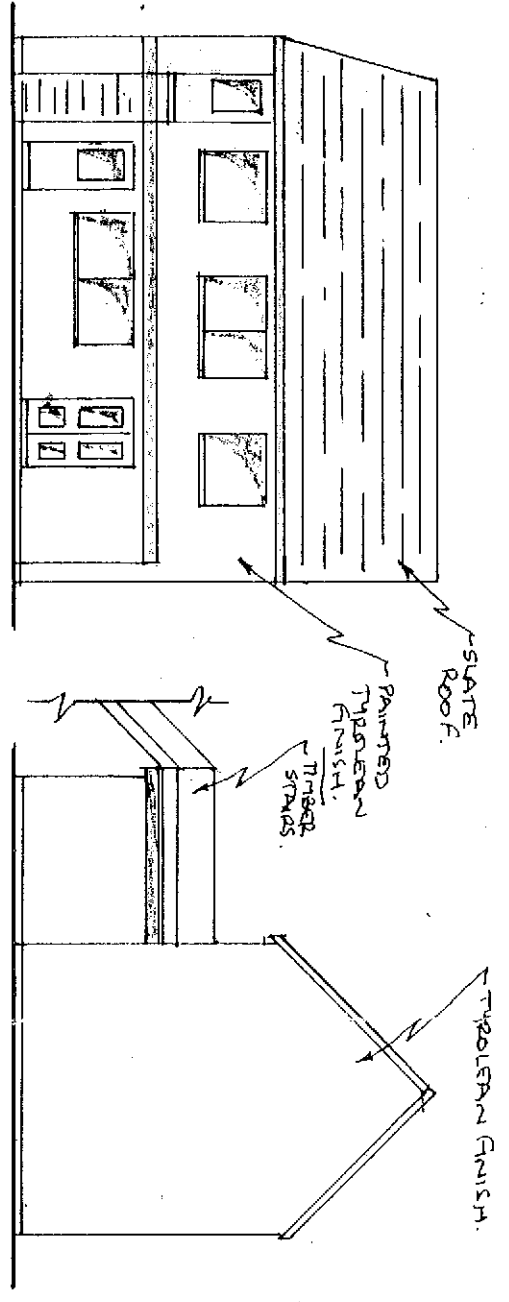 SLATE
ROOF.
PAINTED
TYROLEAN
FINISH.
TIMBER
STAIRS.
TYROLEAN FINISH.